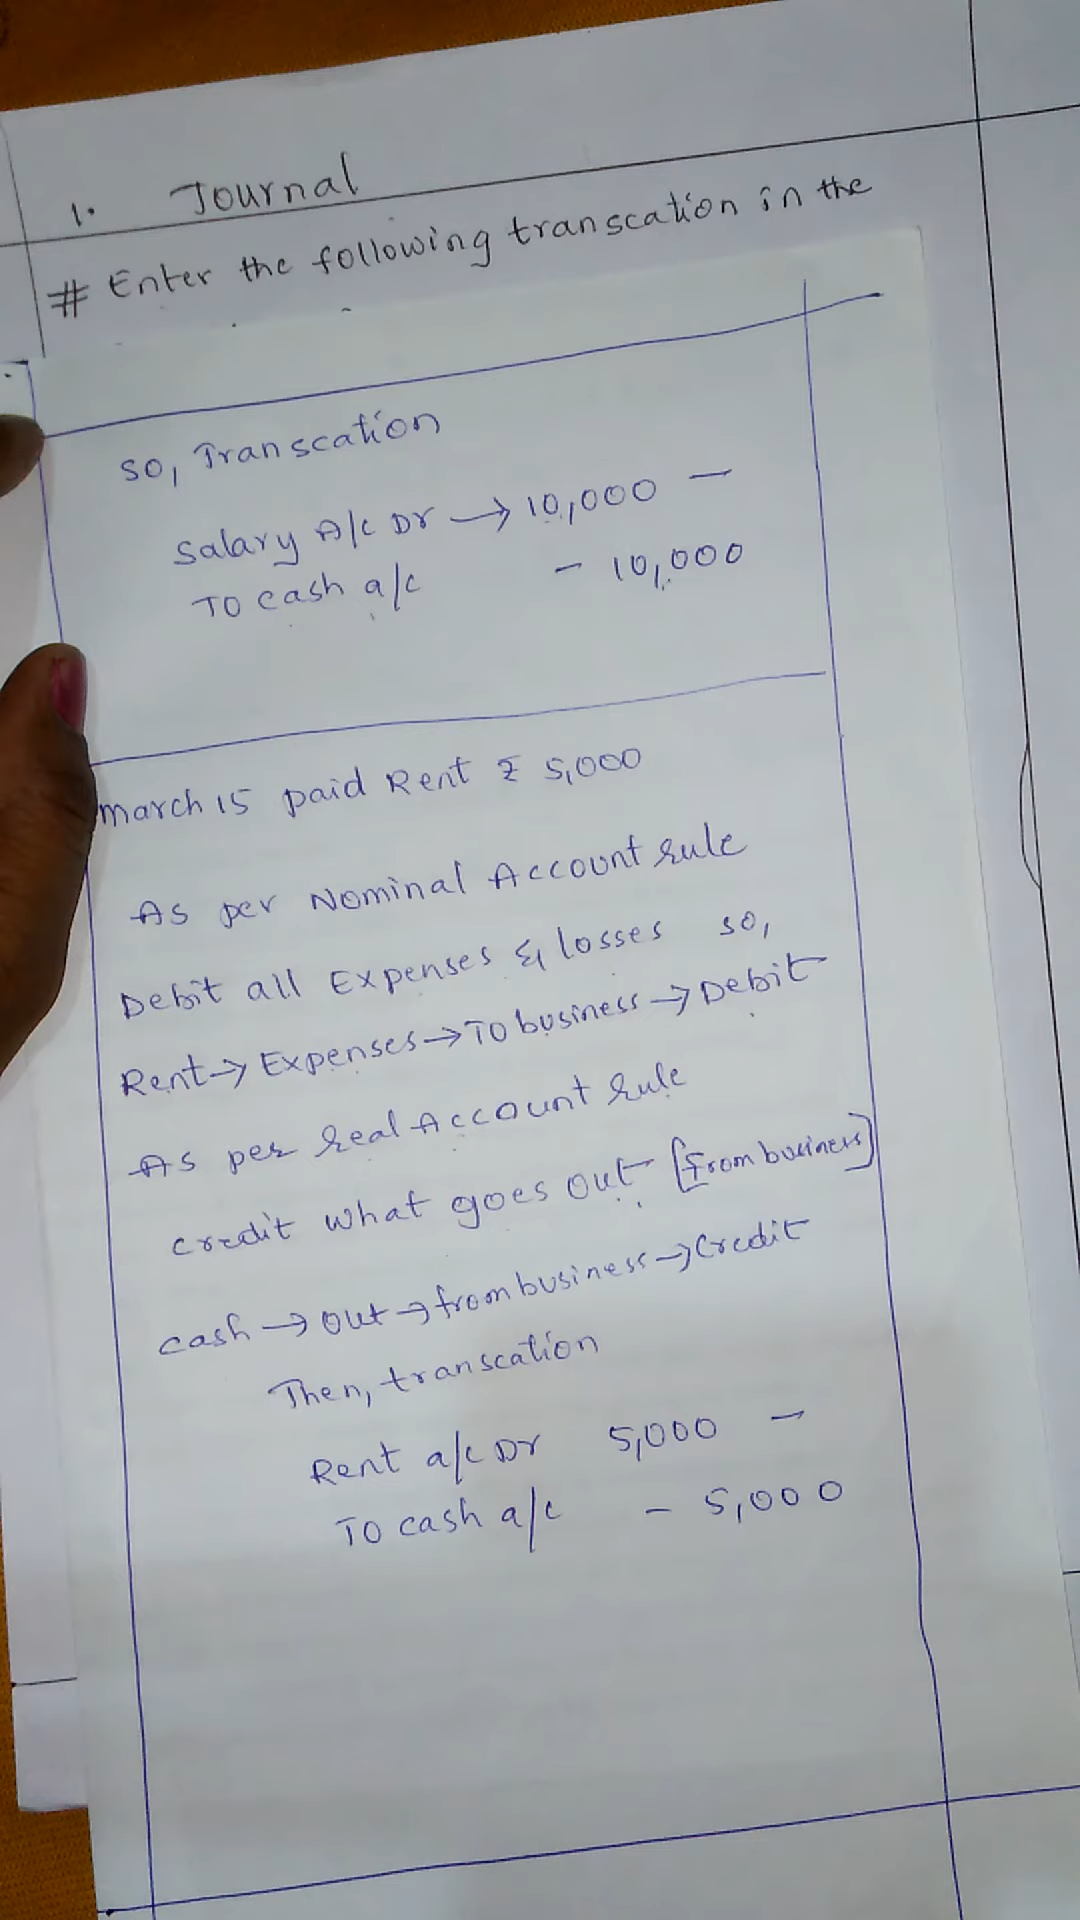 1. Journal
# Enter the following transcation in the
so, Transcation
Salary A/c Dr → 10,000 —
To cash a/c — 10,000
march 15 paid Rent ₹ 5,000
As per Nominal Account rule
Debit all Expenses & losses so,
Rent → Expenses → To business → Debit
As per real Account rule
credit what goes out [from business]
cash → out → from business → credit
Then, transcation
Rent a/c Dr 5,000 —
To cash a/c — 5,000